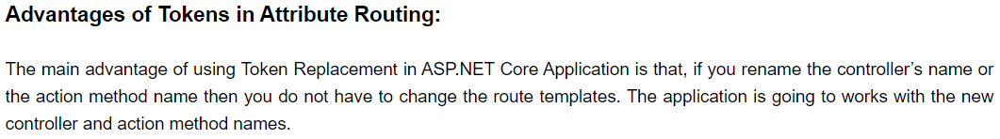 Advantages of Tokens in Attribute Routing:
The main advantage of using Token Replacement in ASP.NET Core Application is that, if you rename the controller's name or
the action method name then you do not have to change the route templates. The application is going to works with the new
controller and action method names.